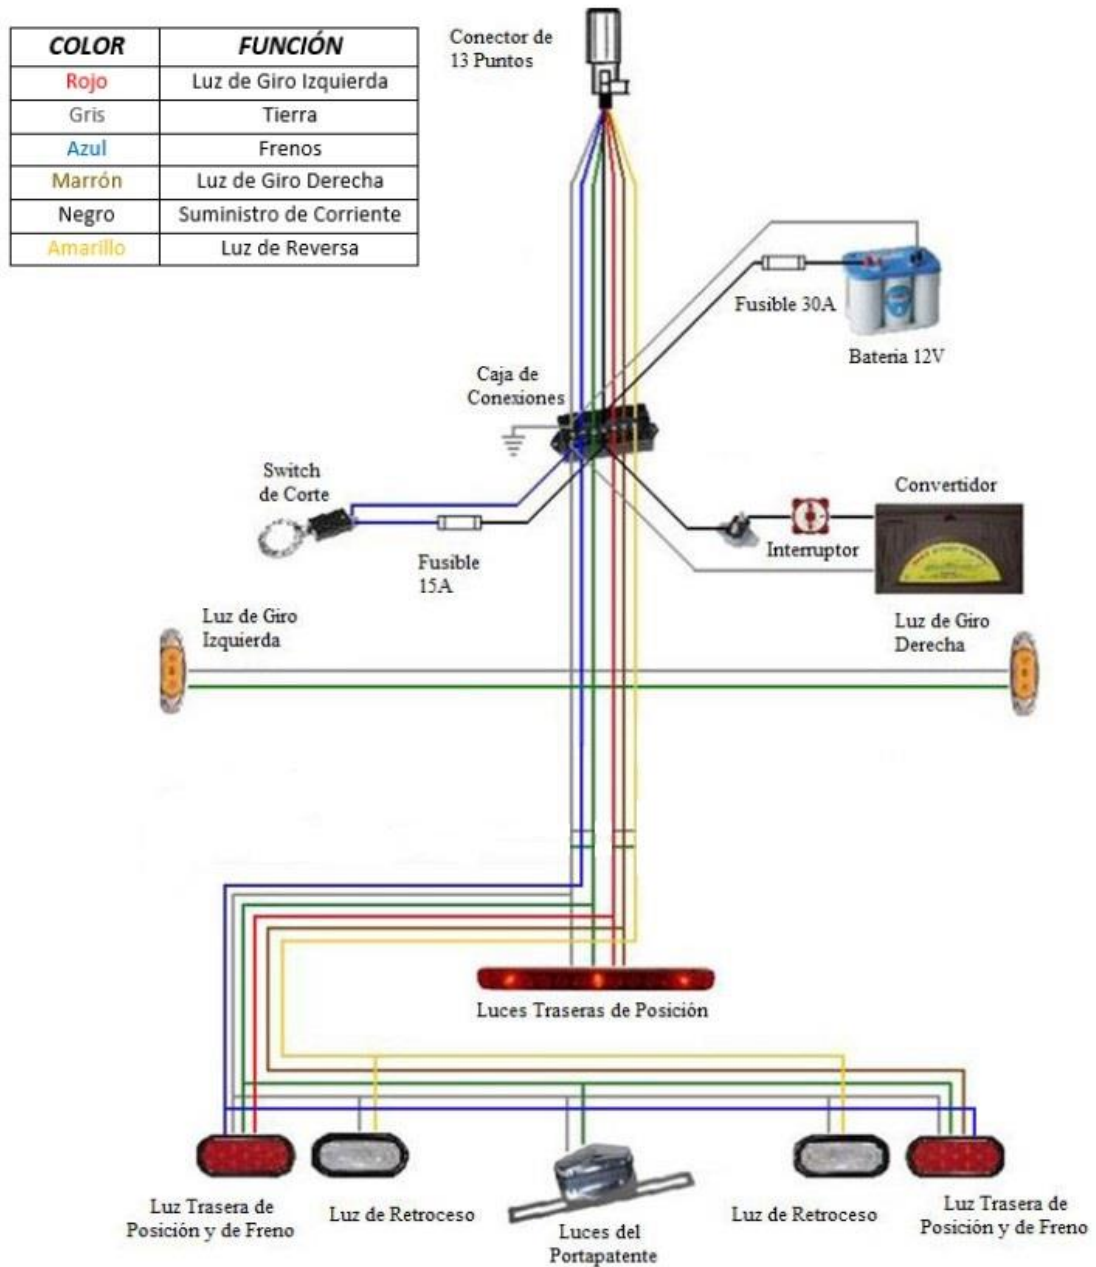 COLOR FUNCIÓN
Rojo Luz de Giro Izquierda
Gris Tierra
Azul Frenos
Marrón Luz de Giro Derecha
Negro Suministro de Corriente
Amarillo Luz de Reversa
Conector de
13 Puntos
Fusible 30A
Bateria 12V
Caja de
Conexiones
Switch
de Corte
Fusible
15A
Interruptor
Convertidor
Luz de Giro
Izquierda
Luz de Giro
Derecha
Luces Traseras de Posición
Luz Trasera de
Posición y de Freno
Luz de Retroceso
Luces del
Portapatente
Luz de Retroceso
Luz Trasera de
Posición y de Freno